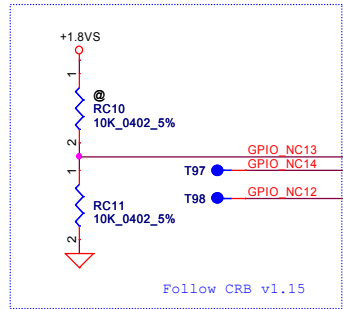 +1.8VS
1
@
RC10
10K_0402_5%
2
GPIO_NC13
1
T97
GPIO_NC14
T98
GPIO_NC12
RC11
10K_0402_5%
2
Follow CRB v1.15